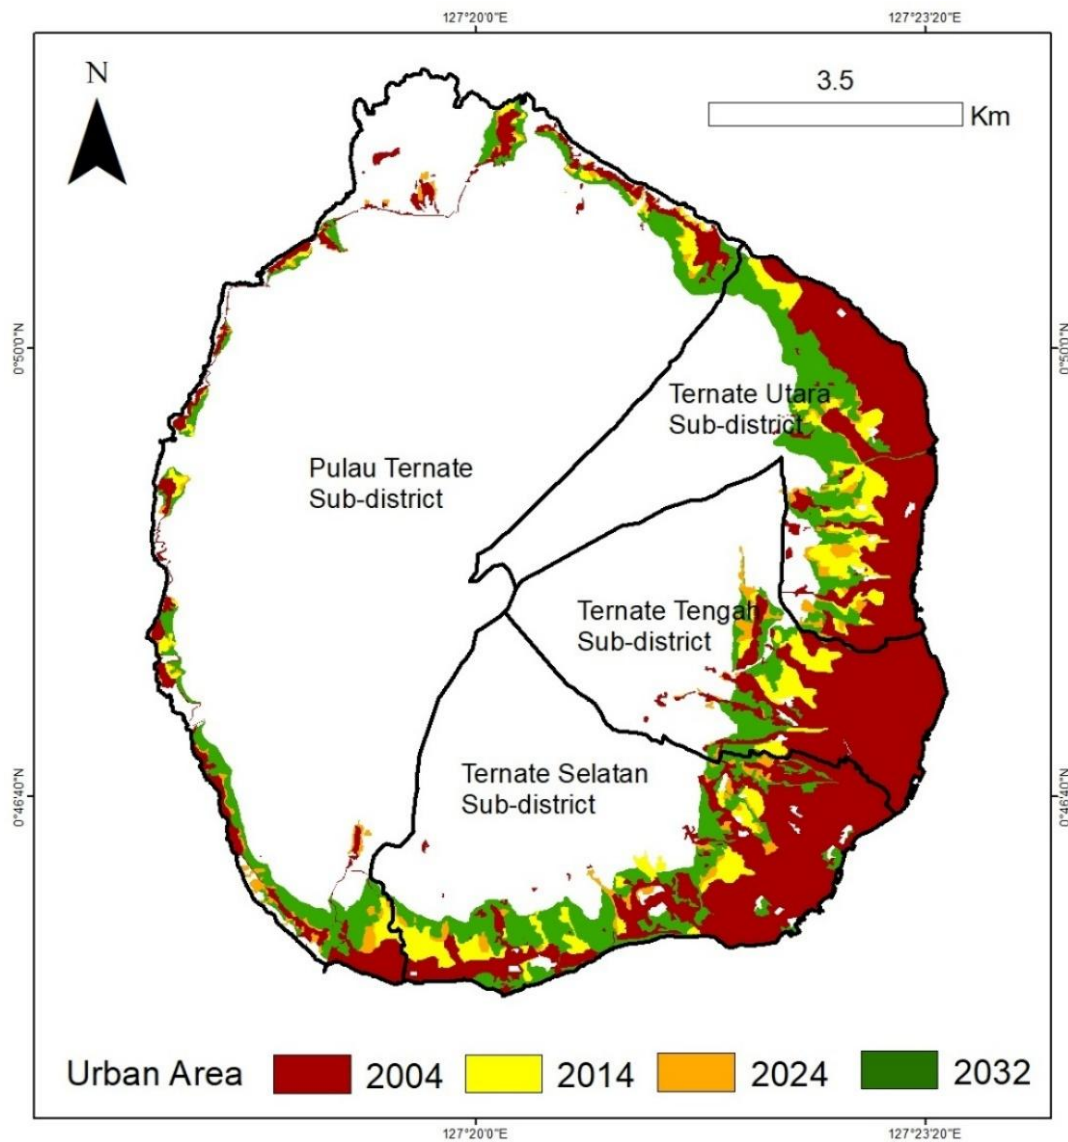 127°20'0"E
127°23'20"E
N
3.5
Km
0°50'0"N
0°50'0"N
Ternate Utara
Sub-district
Pulau Ternate
Sub-district
Ternate Tengah
Sub-district
Ternate Selatan
Sub-district
0°46'40"N
0°46'40"N
Urban Area
2004
2014
2024
2032
127°20'0"E
127°23'20"E